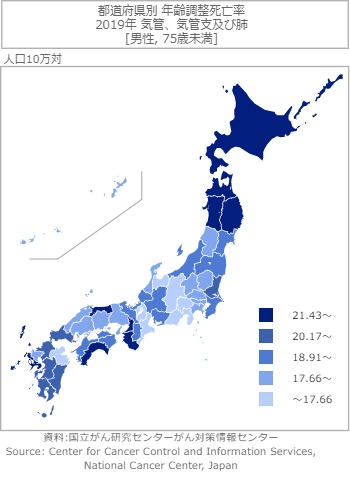 都道府県別 年齢調整死亡率
2019年 気管、気管支及び肺
[男性, 75歳未満]
人口10万対
21.43～
20.17～
18.91～
17.66～
～17.66
資料:国立がん研究センターがん対策情報センター
Source: Center for Cancer Control and Information Services,
National Cancer Center, Japan